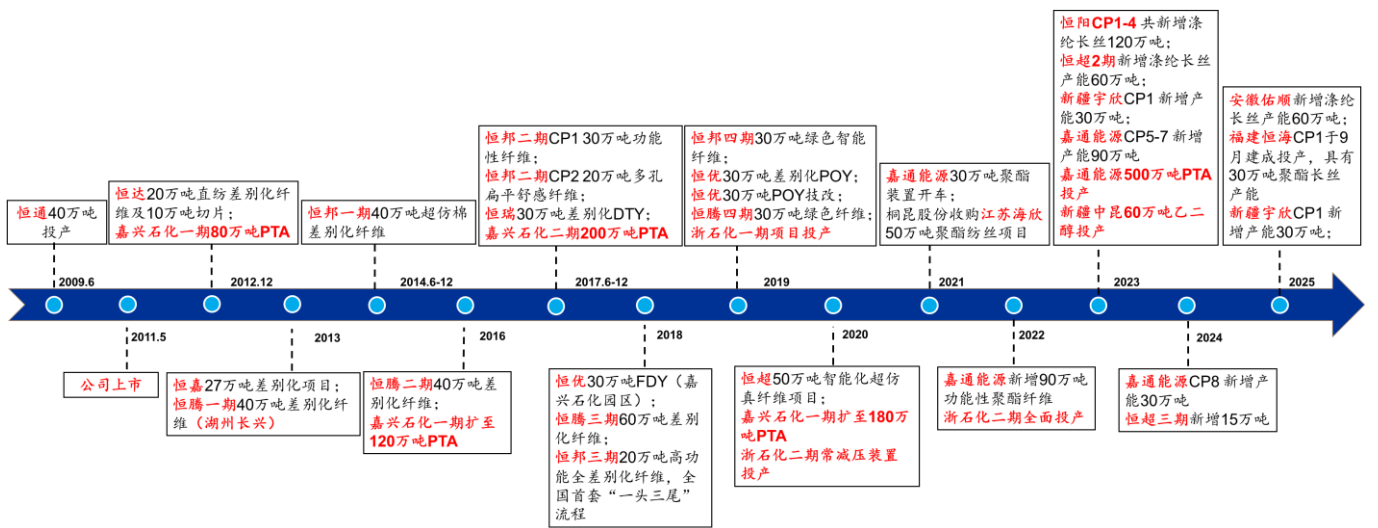 恒通40万吨
投产
2009.6
2011.5
公司上市
恒达20万吨直纺差别化纤
维及10万吨切片；
嘉兴石化一期80万吨PTA
2012.12
2013
恒嘉27万吨差别化项目；
恒腾一期40万吨差别化纤
维（湖州长兴）
恒邦一期40万吨超仿棉
差别化纤维
2014.6-12
2016
恒腾二期40万吨差
别化纤维；
嘉兴石化一期扩至
120万吨PTA
恒邦二期CP1 30万吨功能
性纤维；
恒邦二期CP2 20万吨多孔
扁平舒感纤维；
恒瑞30万吨差别化DTY；
嘉兴石化二期200万吨PTA
2017.6-12
2018
恒优30万吨FDY（嘉
兴石化园区）；
恒腾三期60万吨差别
化纤维；
恒邦三期20万吨高功
能全差别化纤维，全
国首套“一头三尾”
流程
恒邦四期30万吨绿色智能
纤维；
恒优30万吨差别化POY；
恒优30万吨POY技改；
恒腾四期30万吨绿色纤维；
浙石化一期项目投产
2019
2020
恒超50万吨智能化超仿
真纤维项目；
嘉兴石化一期扩至180万
吨PTA
浙石化二期常减压装置
投产
嘉通能源30万吨聚酯
装置开车；
桐昆股份收购江苏海欣
50万吨聚酯纺丝项目
2021
2022
嘉通能源新增90万吨
功能性聚酯纤维
浙石化二期全面投产
恒阳CP1-4 共新增涤
纶长丝120万吨；
恒超2期新增涤纶长丝
产能60万吨；
新疆宇欣CP1 新增产
能30万吨；
嘉通能源CP5-7 新增
产能90万吨
嘉通能源500万吨PTA
投产
新疆中昆60万吨乙二
醇投产
2023
2024
嘉通能源CP8 新增产
能30万吨
恒超三期新增15万吨
安徽佑顺新增涤纶
长丝产能60万吨；
福建恒海CP1于9
月建成投产，具有
30万吨聚酯长丝产
能
新疆宇欣CP1 新
增产能30万吨；
2025